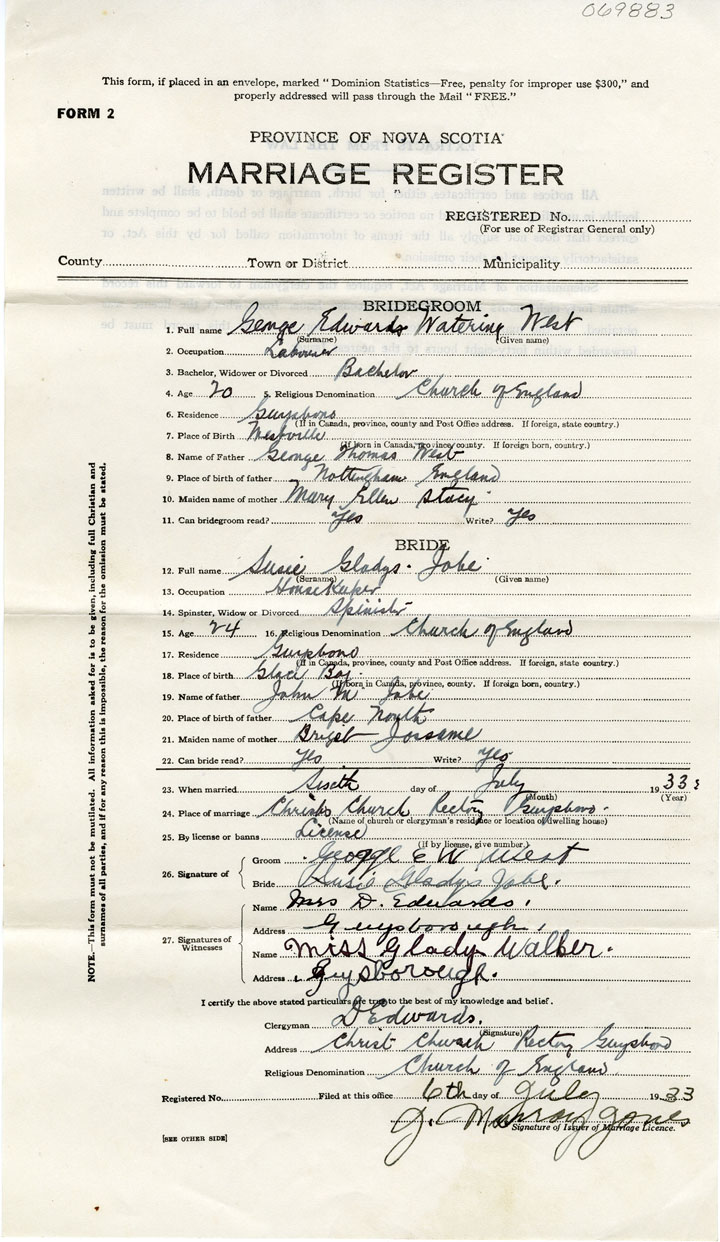 069883
This form, if placed in an envelope, marked "Dominion Statistics—Free, penalty for improper use $300," and
properly addressed will pass through the Mail "FREE."
FORM 2
PROVINCE OF NOVA SCOTIA
MARRIAGE REGISTER
REGISTERED No.
(For use of Registrar General only)
County Town or District Municipality
BRIDEGROOM
1. Full name George Edwards Watering West
(Surname) (Given name)
2. Occupation Labourer
3. Bachelor, Widower or Divorced Bachelor
4. Age 20 5. Religious Denomination Church of England
6. Residence Guysboro
(If in Canada, province, county and Post Office address. If foreign, state country.)
7. Place of Birth Westville
(If born in Canada, province, county. If foreign born, country.)
8. Name of Father George Thomas West
9. Place of birth of father Nottingham England
10. Maiden name of mother Mary Ellen Stacy
11. Can bridegroom read? Yes Write? Yes
BRIDE
12. Full name Susie Gladys Jobe
(Surname) (Given name)
13. Occupation HouseKeeper
14. Spinster, Widow or Divorced Spinister
15. Age 24 16. Religious Denomination Church of England
17. Residence Guysboro
(If in Canada, province, county and Post Office address. If foreign, state country.)
18. Place of birth Glace Bay
(If born in Canada, province, county. If foreign born, country.)
19. Name of father John M Jobe
20. Place of birth of father Cape North
21. Maiden name of mother Briget Jossame
22. Can bride read? Yes Write? Yes
23. When married Sixth day of July 1933
(Month) (Year)
24. Place of marriage Christ Church Rectory Guysboro.
(Name of church or clergyman's residence or location of dwelling house)
25. By license or banns License
(If by license, give number)
26. Signature of
Groom George E W West
Bride Susie Gladys Jobe.
27. Signatures of Witnesses
Name Mrs D. Edwards.
Address Guysborough.
Name Miss Glady Walker.
Address Guysborough.
I certify the above stated particulars are true to the best of my knowledge and belief.
Clergyman D Edwards.
(Signature)
Address Christ Church Rectory Guysboro
Religious Denomination Church of England
Registered No. Filed at this office 6th day of July 1933
J. Murray Jones
Signature of Issuer of Marriage Licence.
[SEE OTHER SIDE]
NOTE.—This form must not be mutilated. All information asked for is to be given, including full Christian and
surnames of all parties, and if for any reason this is impossible, the reason for the omission must be stated.